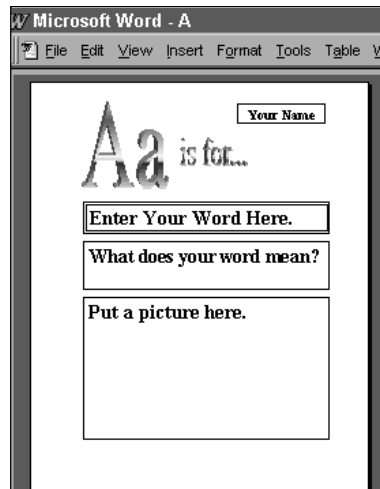 Microsoft Word - A
File Edit View Insert Format Tools Table W
Your Name
Aa is for...
Enter Your Word Here.
What does your word mean?
Put a picture here.